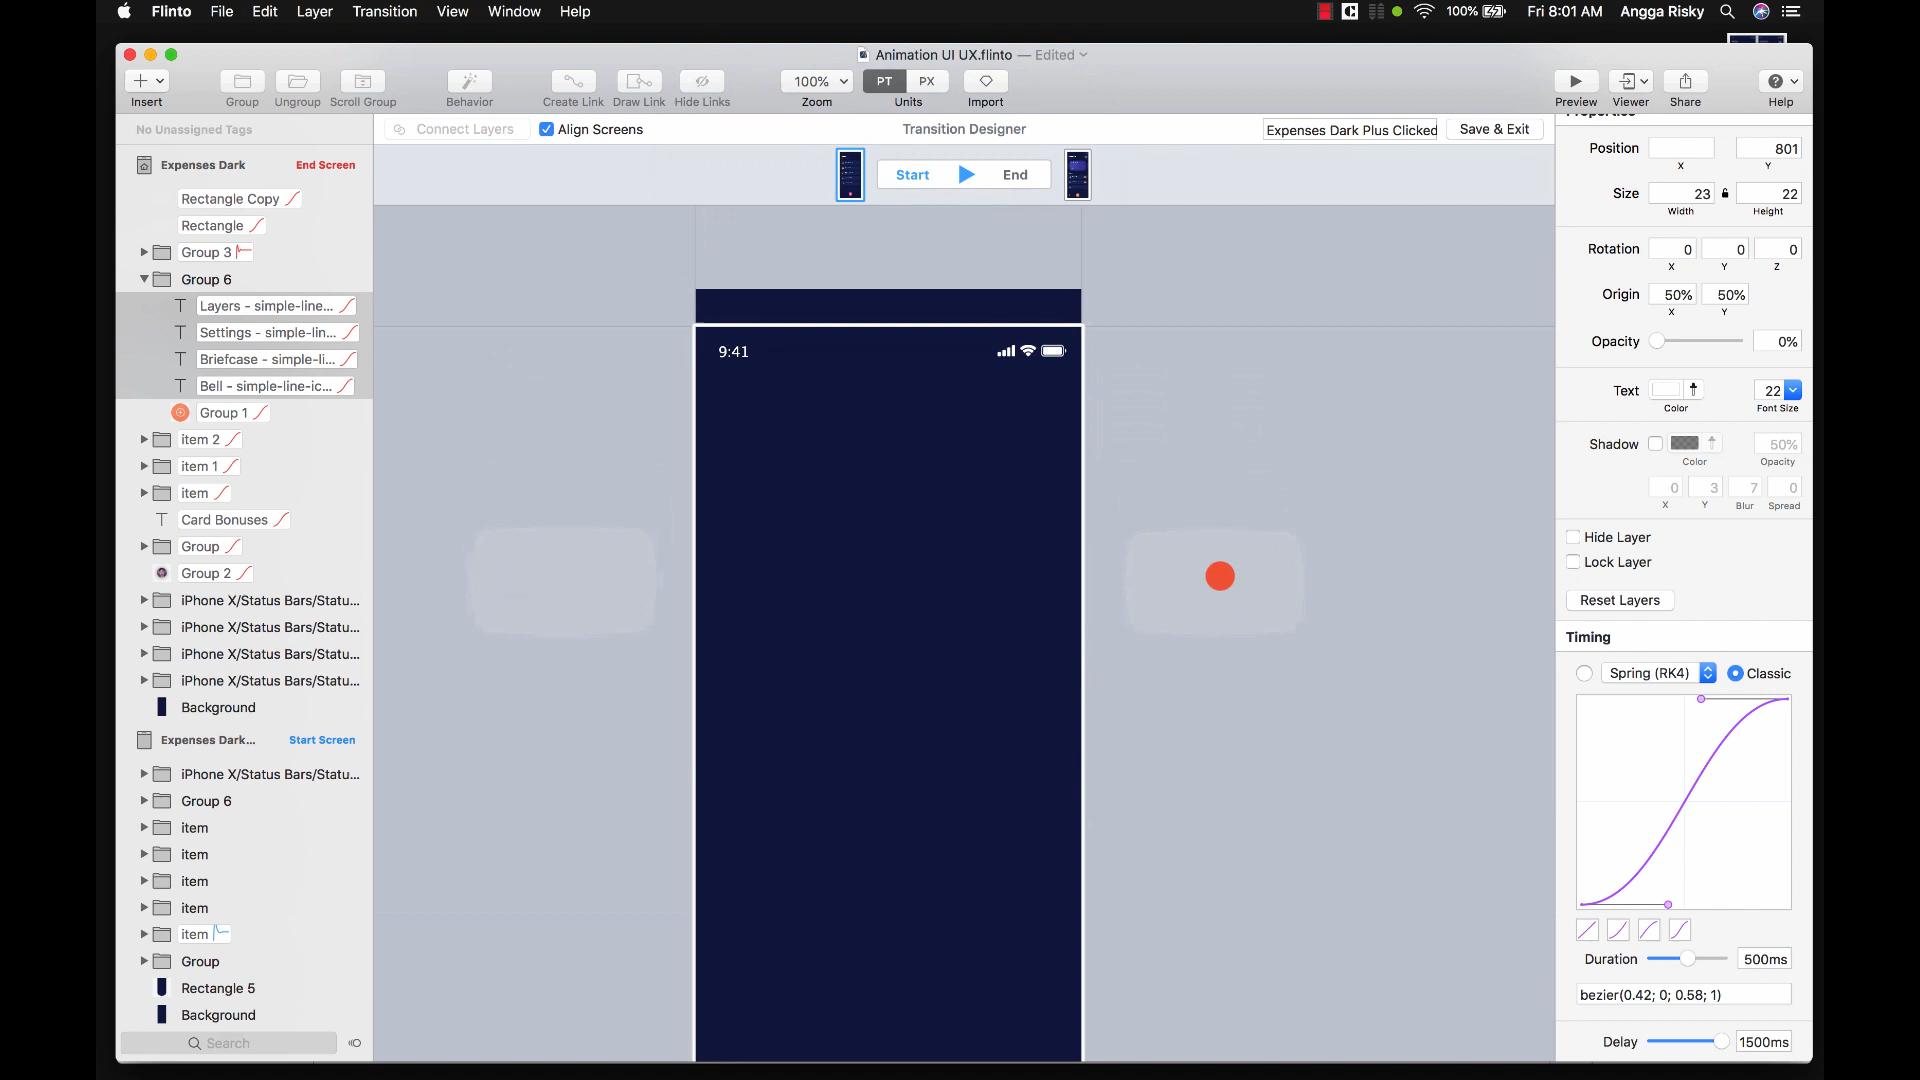 Flinto File Edit Layer Transition View Window Help
100% Fri 8:01 AM Angga Risky
Animation UI UX.flinto — Edited
100% PT PX
Insert Group Ungroup Scroll Group Behavior Create Link Draw Link Hide Links Zoom Units Import Preview Viewer Share Help
No Unassigned Tags
Connect Layers Align Screens Transition Designer Expenses Dark Plus Clicked Save & Exit
Start End
Expenses Dark End Screen
Rectangle Copy
Rectangle
Group 3
Group 6
Layers - simple-line...
Settings - simple-lin...
Briefcase - simple-li...
Bell - simple-line-ic...
Group 1
item 2
item 1
item
Card Bonuses
Group
Group 2
iPhone X/Status Bars/Statu...
iPhone X/Status Bars/Statu...
iPhone X/Status Bars/Statu...
iPhone X/Status Bars/Statu...
Background
Expenses Dark... Start Screen
iPhone X/Status Bars/Statu...
Group 6
item
item
item
item
item
Group
Rectangle 5
Background
Search
9:41
Properties
Position 801
X Y
Size 23 22
Width Height
Rotation 0 0 0
X Y Z
Origin 50% 50%
X Y
Opacity 0%
Text 22
Color Font Size
Shadow 50%
Color Opacity
0 3 7 0
X Y Blur Spread
Hide Layer
Lock Layer
Reset Layers
Timing
Spring (RK4) Classic
Duration 500ms
bezier(0.42; 0; 0.58; 1)
Delay 1500ms